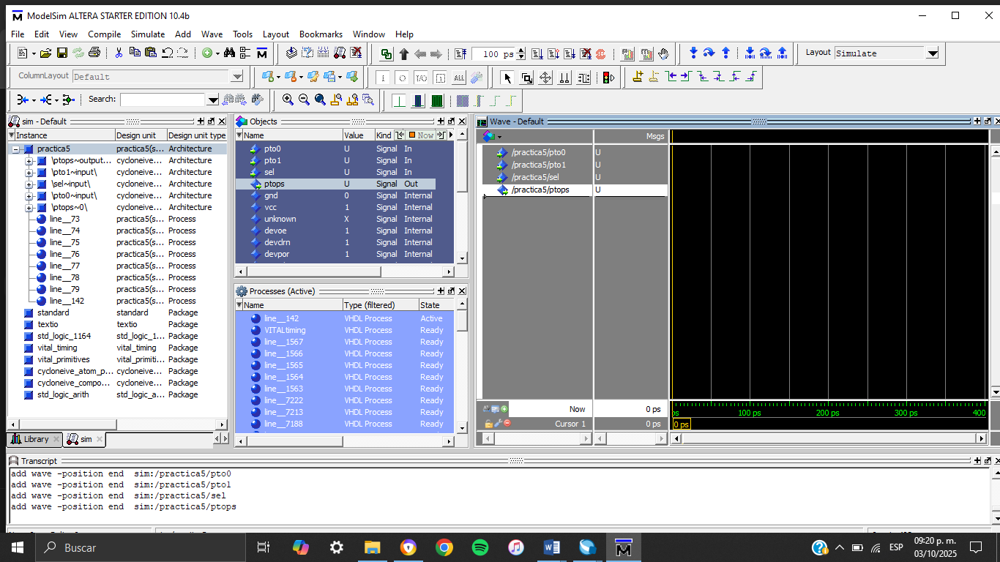 ModelSim ALTERA STARTER EDITION 10.4b
File Edit View Compile Simulate Add Wave Tools Layout Bookmarks Window Help
100 ps
Layout Simulate
ColumnLayout Default
ALL
Search:
sim - Default
Instance Design unit Design unit type
practica5 practica5(s... Architecture
\ptops~output... cycloneive... Architecture
\pto1~input\ cycloneive... Architecture
\sel~input\ cycloneive... Architecture
\pto0~input\ cycloneive... Architecture
\ptops~0\ cycloneive... Architecture
line__73 practica5(s... Process
line__74 practica5(s... Process
line__75 practica5(s... Process
line__76 practica5(s... Process
line__77 practica5(s... Process
line__78 practica5(s... Process
line__79 practica5(s... Process
line__142 practica5(s... Process
standard standard Package
textio textio Package
std_logic_1164 std_logic_1... Package
vital_timing vital_timing Package
vital_primitives vital_primiti... Package
cycloneive_atom_p... cycloneive... Package
cycloneive_compo... cycloneive... Package
std_logic_arith std_logic_a... Package
Library sim
Objects
Name Value Kind Now
pto0 U Signal In
pto1 U Signal In
sel U Signal In
ptops U Signal Out
gnd 0 Signal Internal
vcc 1 Signal Internal
unknown X Signal Internal
devoe 1 Signal Internal
devclrn 1 Signal Internal
devpor 1 Signal Internal
Processes (Active)
Name Type (filtered) State
line__142 VHDL Process Active
VITALtiming VHDL Process Ready
line__1567 VHDL Process Ready
line__1566 VHDL Process Ready
line__1565 VHDL Process Ready
line__1564 VHDL Process Ready
line__1563 VHDL Process Ready
line__7222 VHDL Process Ready
line__7213 VHDL Process Ready
line__7188 VHDL Process Ready
Wave - Default
Msgs
/practica5/pto0 U
/practica5/pto1 U
/practica5/sel U
/practica5/ptops U
Now 0 ps
Cursor 1 0 ps
ps 100 ps 200 ps 300 ps 400
0 ps
Transcript
add wave -position end sim:/practica5/pto0
add wave -position end sim:/practica5/pto1
add wave -position end sim:/practica5/sel
add wave -position end sim:/practica5/ptops
Buscar
ESP
09:20 p. m.
03/10/2025